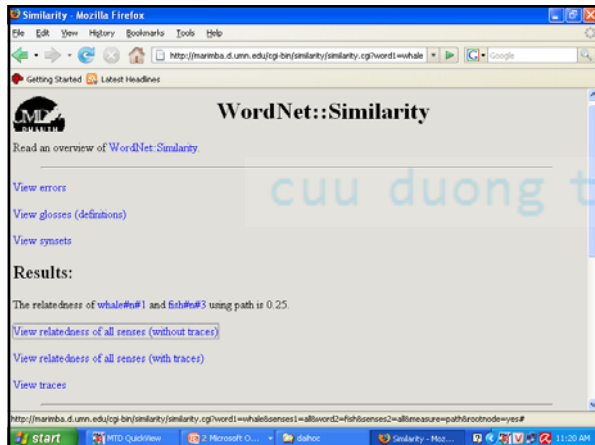 Similarity - Mozilla Firefox
File Edit View History Bookmarks Tools Help
http://marimba.d.umn.edu/cgi-bin/similarity/similarity.cgi?word1=whale
Google
Getting Started Latest Headlines
UMD
DULUTH
WordNet::Similarity
Read an overview of WordNet::Similarity.
cuu duong t
View errors
View glosses (definitions)
View synsets
Results:
The relatedness of whale#n#1 and fish#n#3 using path is 0.25.
View relatedness of all senses (without traces)
View relatedness of all senses (with traces)
View traces
http://marimba.d.umn.edu/cgi-bin/similarity/similarity.cgi?word1=whale&senses1=all&word2=fish&senses2=all&measure=path&rootnode=yes#
start MTD QuickView 2 Microsoft O... dahoc Similarity - Moz... 11:20 AM